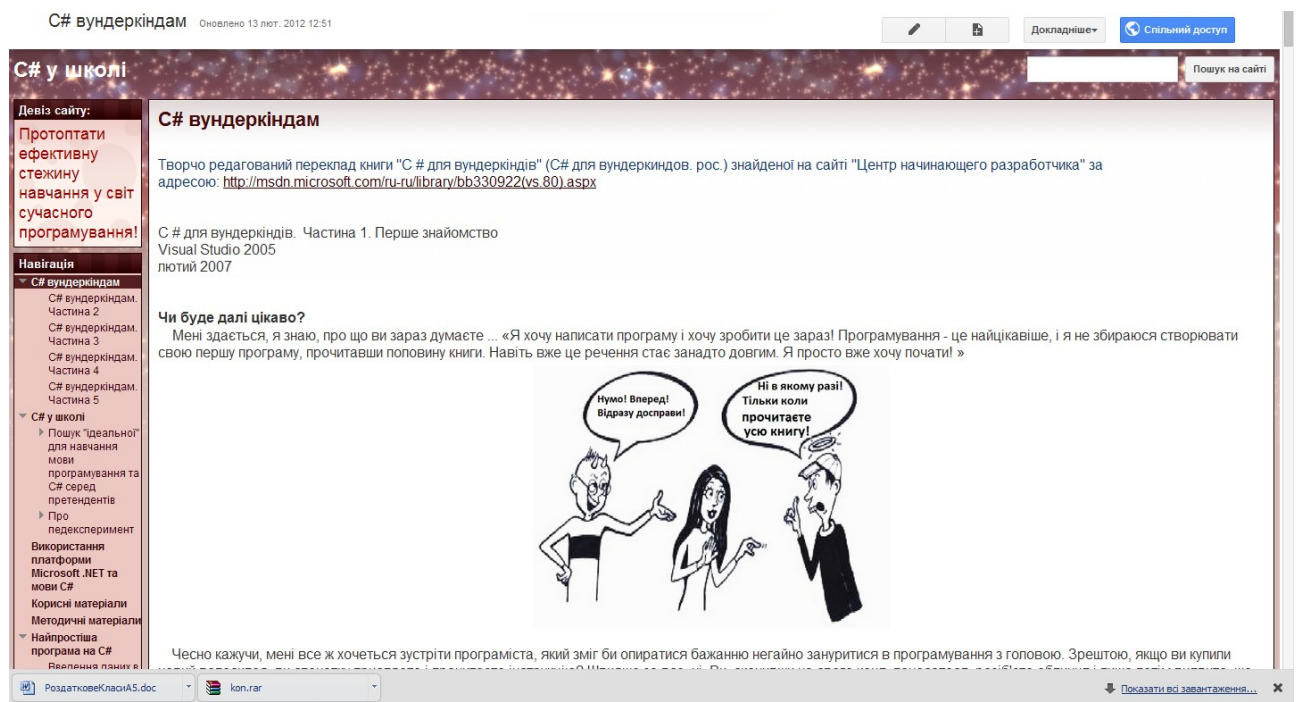 C# вундеркіндам Оновлено 13 лют. 2012 12:51
Докладніше
Спільний доступ
C# у школі
Пошук на сайті
Девіз сайту:
Протоптати
ефективну
стежину
навчання у світ
сучасного
програмування!
Навігація
C# вундеркіндам
C# вундеркіндам.
Частина 2
C# вундеркіндам.
Частина 3
C# вундеркіндам.
Частина 4
C# вундеркіндам.
Частина 5
C# у школі
Пошук "ідеальної"
для навчання
мови
програмування та
C# серед
претендентів
Про
педексперимент
Використання
платформи
Microsoft .NET та
мови C#
Корисні матеріали
Методичні матеріали
Найпростіша
програма на C#
Введення даних в
C# вундеркіндам
Творчо редагований переклад книги "C # для вундеркіндів" (C# для вундеркиндов. рос.) знайденої на сайті "Центр начинающего разработчика" за
адресою: http://msdn.microsoft.com/ru-ru/library/bb330922(vs.80).aspx
C # для вундеркіндів. Частина 1. Перше знайомство
Visual Studio 2005
лютий 2007
Чи буде далі цікаво?
Мені здається, я знаю, про що ви зараз думаєте ... «Я хочу написати програму і хочу зробити це зараз! Програмування - це найцікавіше, і я не збираюся створювати
свою першу програму, прочитавши половину книги. Навіть вже це речення стає занадто довгим. Я просто вже хочу почати! »
Нумо! Вперед!
Відразу досправи!
Ні в якому разі!
Тільки коли
прочитаєте
усю книгу!
Чесно кажучи, мені все ж хочеться зустріти програміста, який зміг би опиратися бажанню негайно зануритися в програмування з головою. Зрештою, якщо ви купили
РоздатковеКласиА5.doc
kon.rar
Показати всі завантаження...